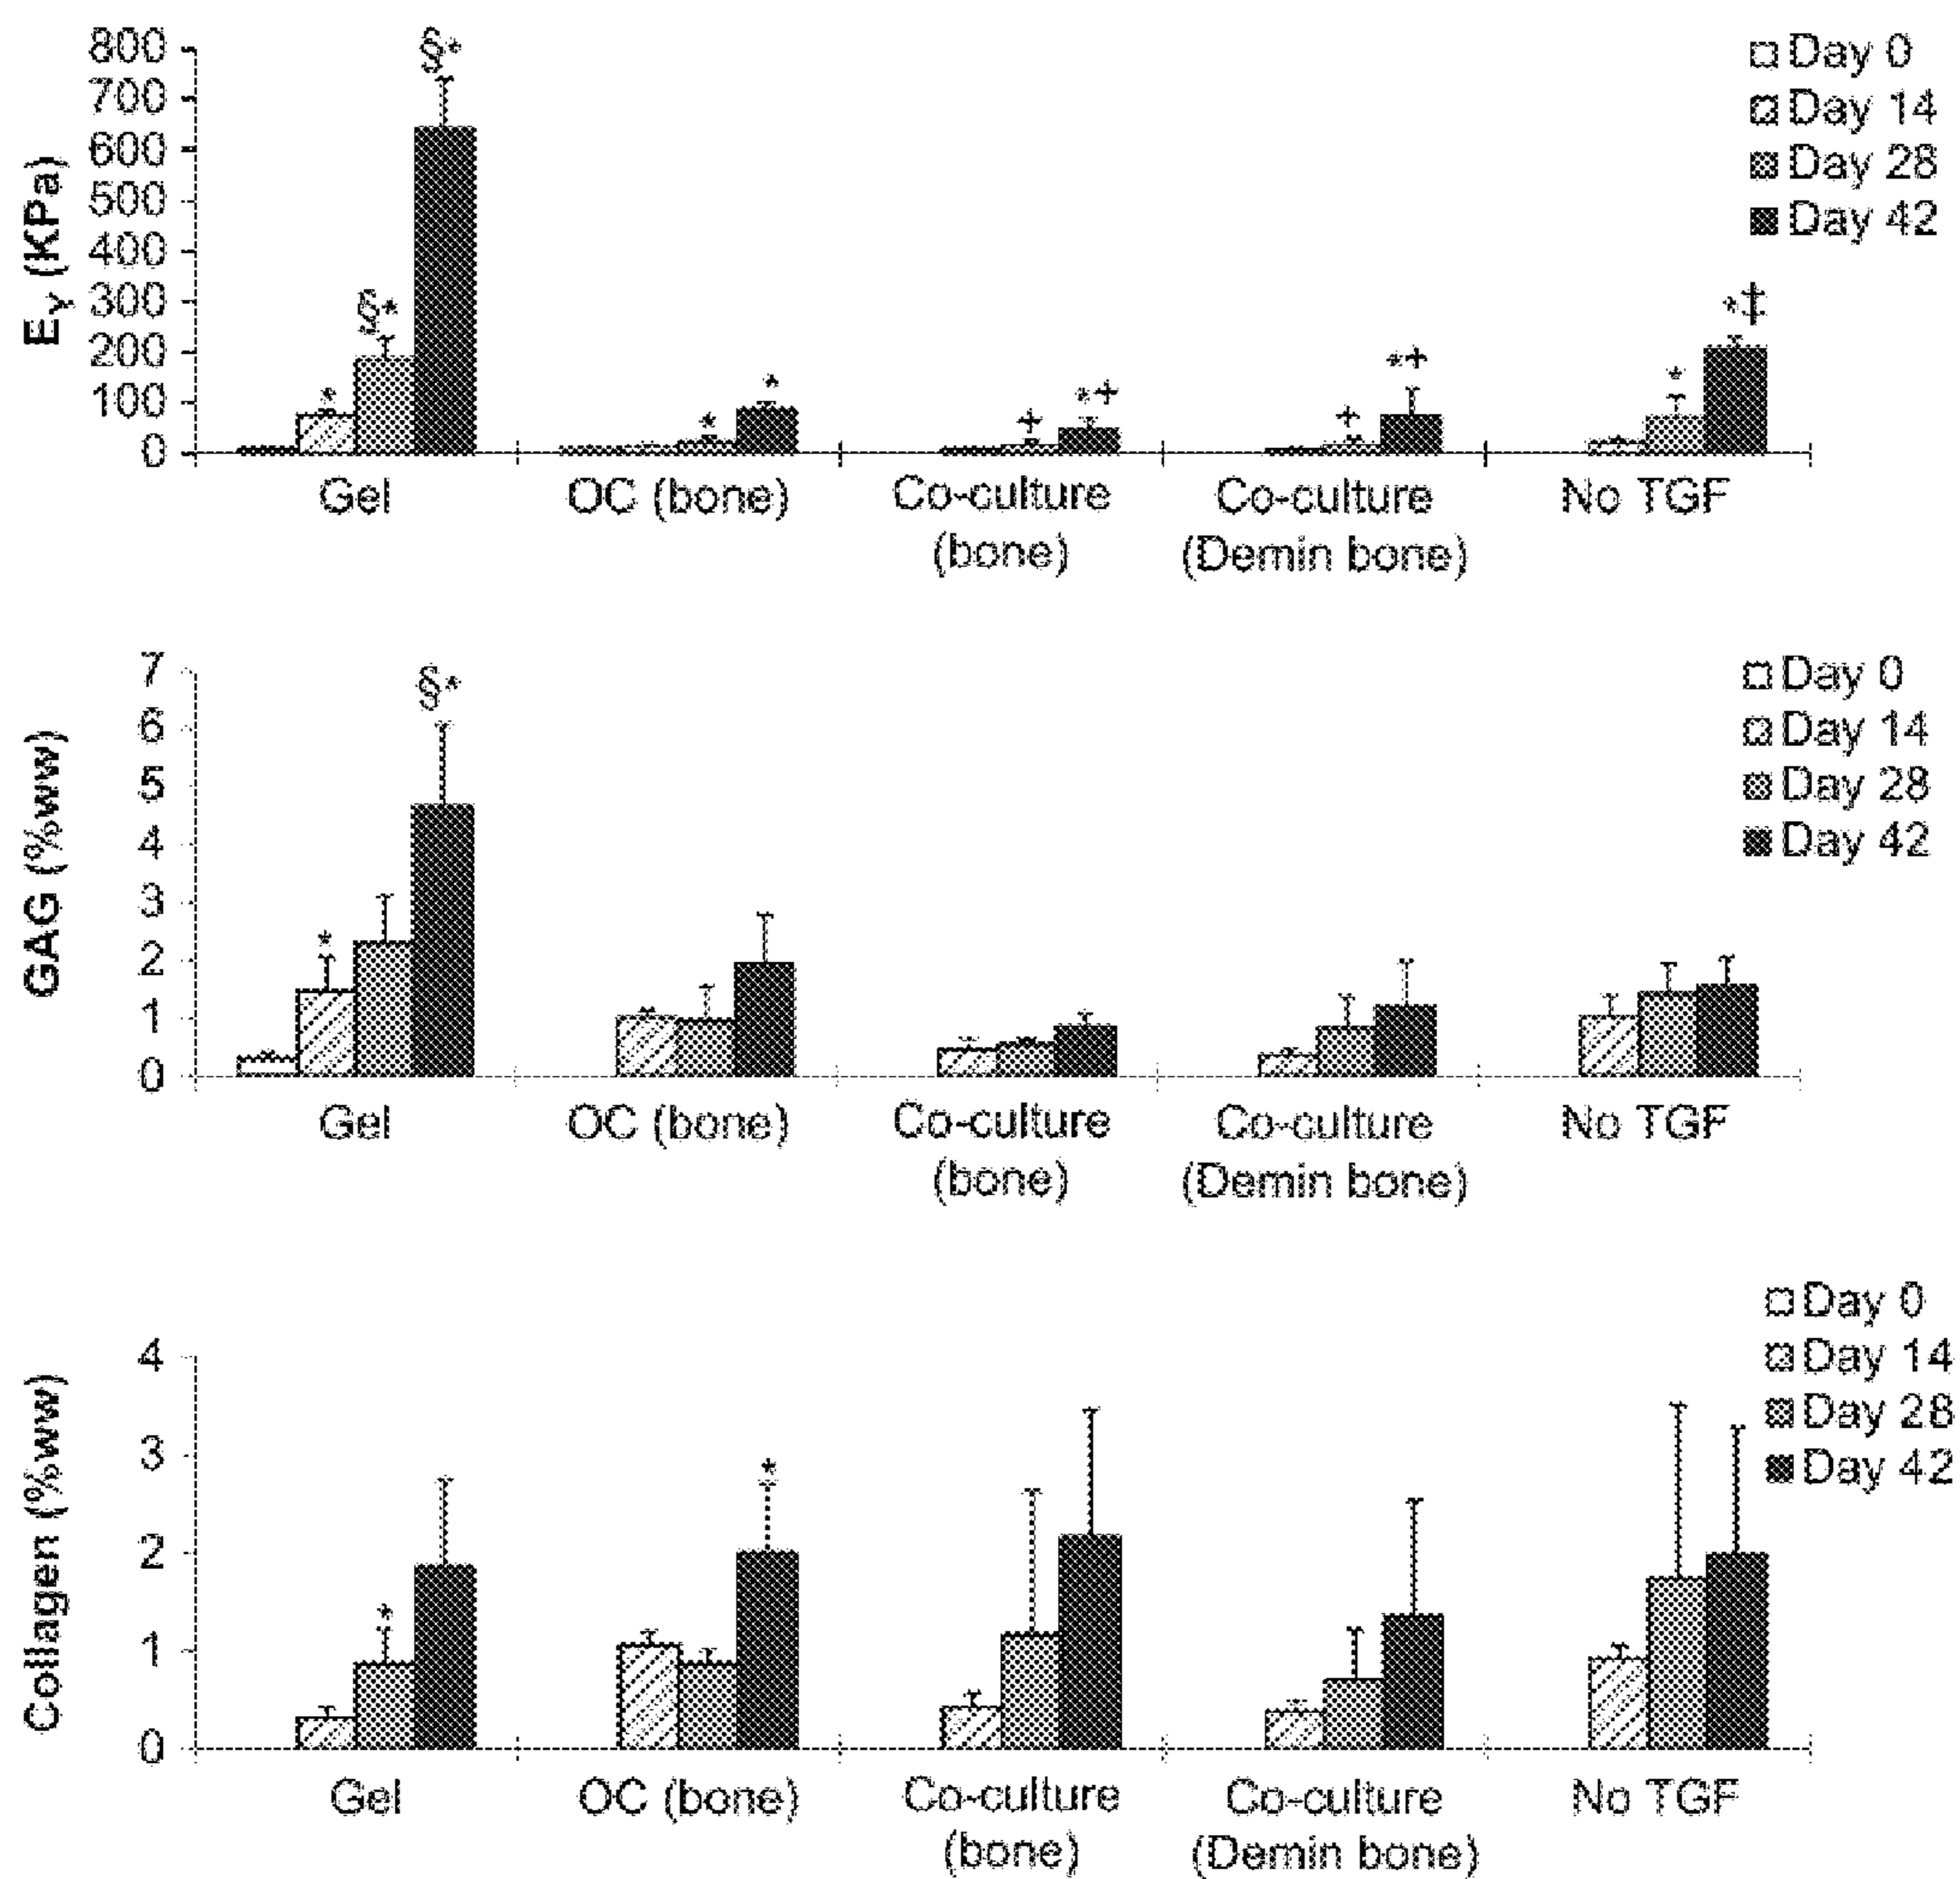 800
700
600
500
400
300
200
100
0
E_Y (KPa)
§*
§*
*
*
*
+
*+
+
*+
*
*‡
Day 0
Day 14
Day 28
Day 42
Gel
OC (bone)
Co-culture
(bone)
Co-culture
(Demin bone)
No TGF
7
6
5
4
3
2
1
0
GAG (%ww)
§*
*
Day 0
Day 14
Day 28
Day 42
Gel
OC (bone)
Co-culture
(bone)
Co-culture
(Demin bone)
No TGF
4
3
2
1
0
Collagen (%ww)
*
*
Day 0
Day 14
Day 28
Day 42
Gel
OC (bone)
Co-culture
(bone)
Co-culture
(Demin bone)
No TGF